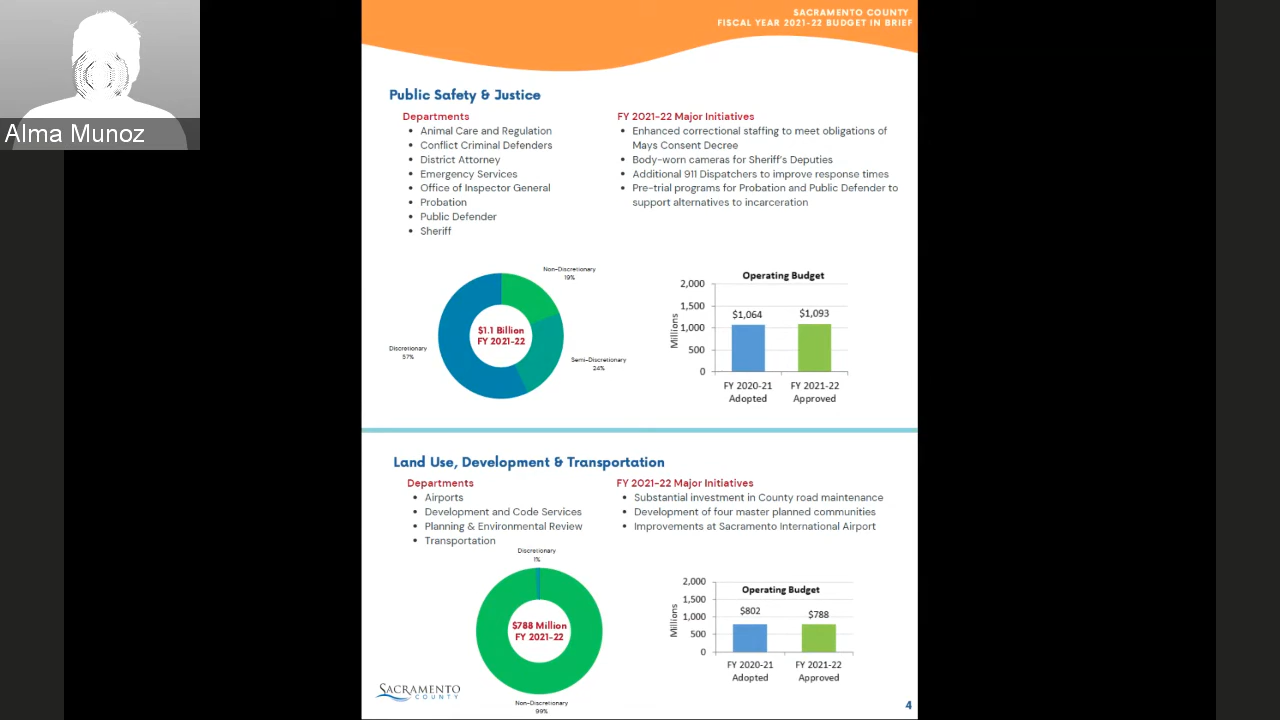 SACRAMENTO COUNTY
FISCAL YEAR 2021-22 BUDGET IN BRIEF
Alma Munoz
Public Safety & Justice
Departments
• Animal Care and Regulation
• Conflict Criminal Defenders
• District Attorney
• Emergency Services
• Office of Inspector General
• Probation
• Public Defender
• Sheriff
FY 2021-22 Major Initiatives
• Enhanced correctional staffing to meet obligations of
Mays Consent Decree
• Body-worn cameras for Sheriff's Deputies
• Additional 911 Dispatchers to improve response times
• Pre-trial programs for Probation and Public Defender to
support alternatives to incarceration
Non-Discretionary
19%
$1.1 Billion
FY 2021-22
Discretionary
57%
Semi-Discretionary
24%
Operating Budget
2,000
1,500
1,000
500
0
Millions
$1,064
$1,093
FY 2020-21
Adopted
FY 2021-22
Approved
Land Use, Development & Transportation
Departments
• Airports
• Development and Code Services
• Planning & Environmental Review
• Transportation
FY 2021-22 Major Initiatives
• Substantial investment in County road maintenance
• Development of four master planned communities
• Improvements at Sacramento International Airport
Discretionary
1%
$788 Million
FY 2021-22
Non-Discretionary
99%
Operating Budget
2,000
1,500
1,000
500
0
Millions
$802
$788
FY 2020-21
Adopted
FY 2021-22
Approved
SACRAMENTO
COUNTY
4